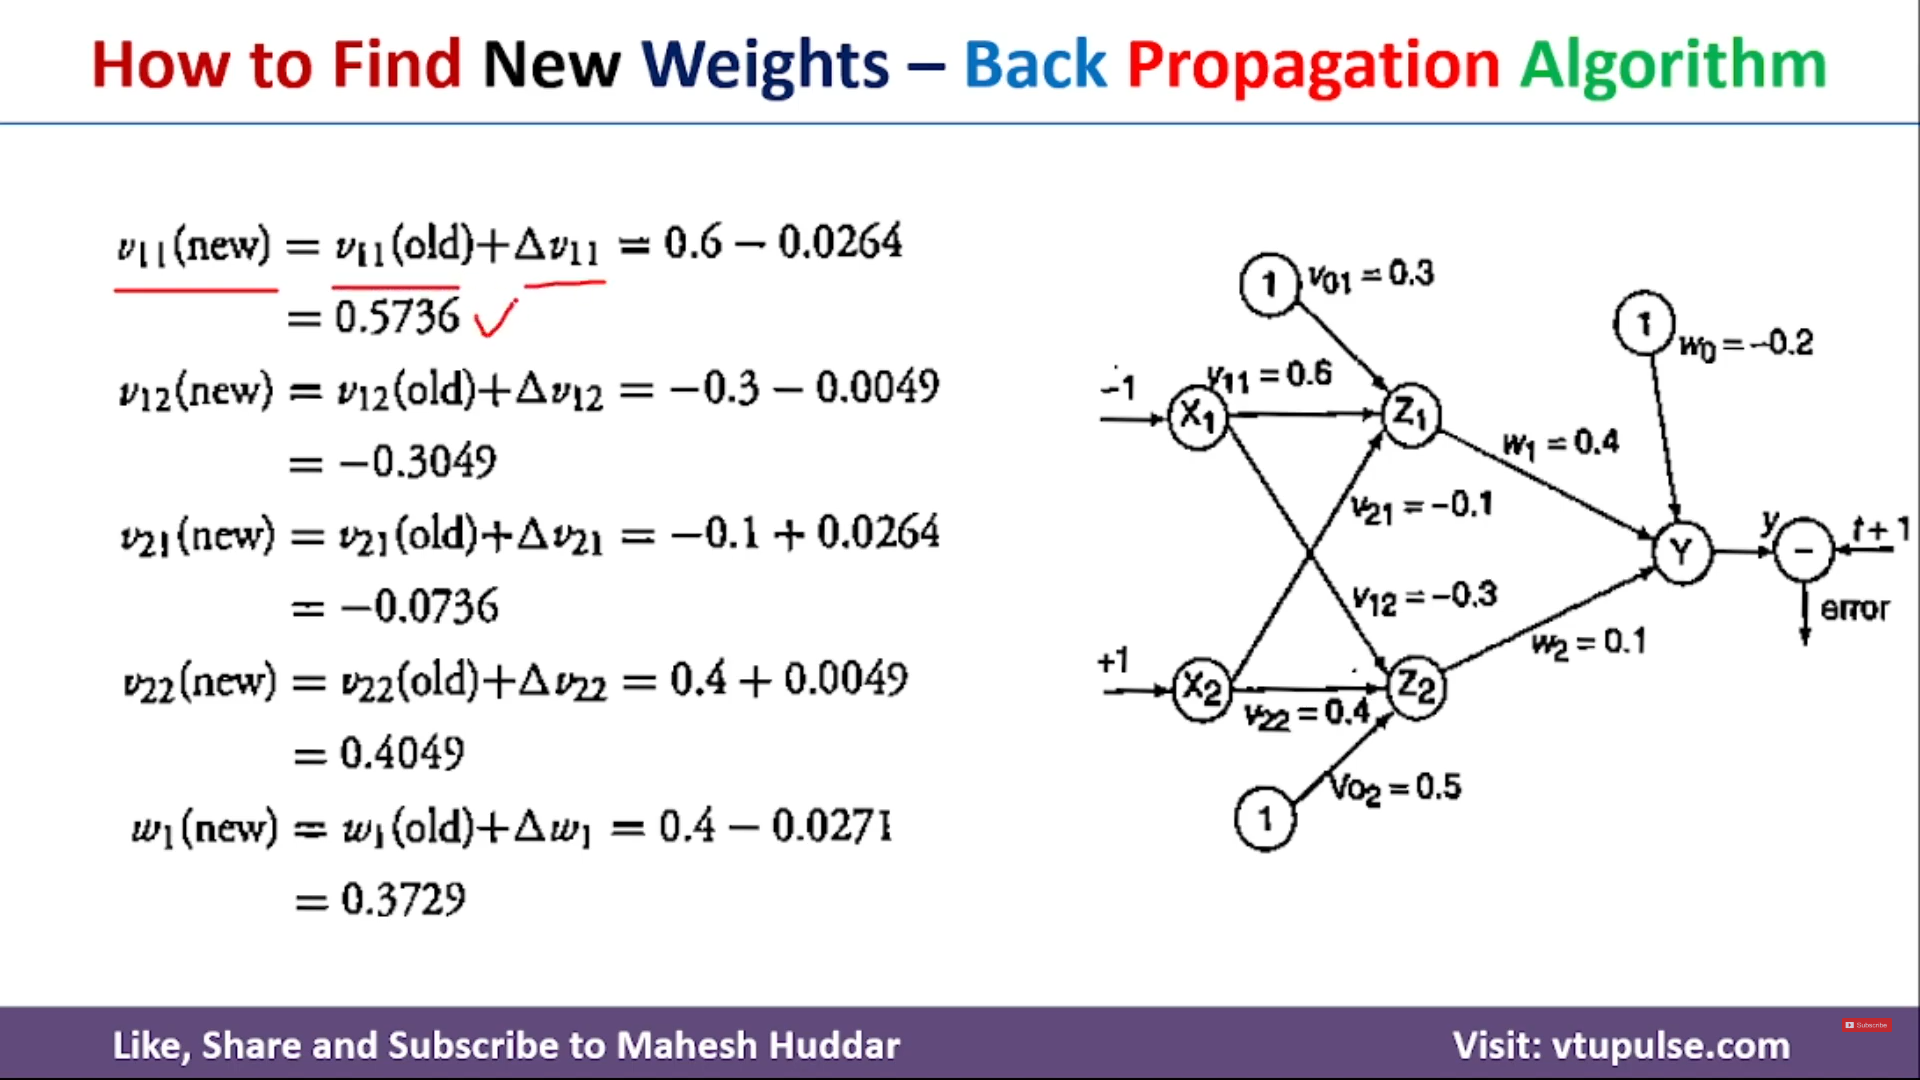 How to Find New Weights – Back Propagation Algorithm
v11(new) = v11(old)+Δv11 = 0.6 − 0.0264
= 0.5736
v12(new) = v12(old)+Δv12 = −0.3 − 0.0049
= −0.3049
v21(new) = v21(old)+Δv21 = −0.1 + 0.0264
= −0.0736
v22(new) = v22(old)+Δv22 = 0.4 + 0.0049
= 0.4049
w1(new) = w1(old)+Δw1 = 0.4 − 0.0271
= 0.3729
1
v01 = 0.3
1
w0 = −0.2
−1
v11 = 0.6
X1
Z1
w1 = 0.4
v21 = −0.1
Y
y
−
t+1
error
v12 = −0.3
w2 = 0.1
+1
X2
Z2
v22 = 0.4
Vo2 = 0.5
1
Subscribe
Like, Share and Subscribe to Mahesh Huddar
Visit: vtupulse.com